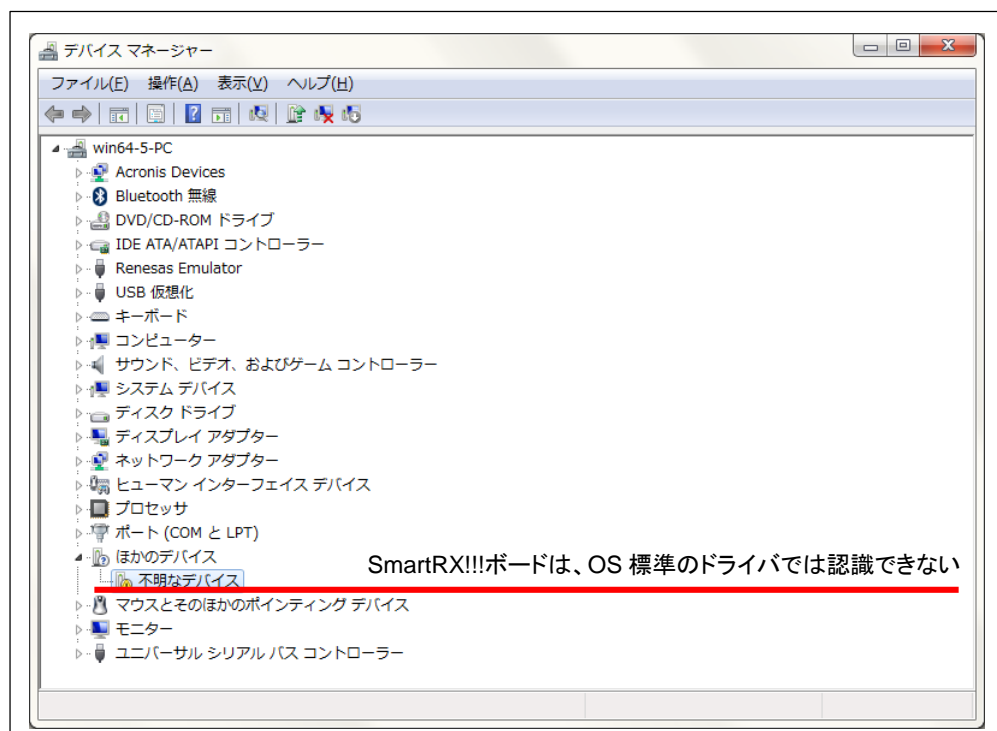 デバイス マネージャー
ファイル(F) 操作(A) 表示(V) ヘルプ(H)
win64-5-PC
Acronis Devices
Bluetooth 無線
DVD/CD-ROM ドライブ
IDE ATA/ATAPI コントローラー
Renesas Emulator
USB 仮想化
キーボード
コンピューター
サウンド、ビデオ、およびゲーム コントローラー
システム デバイス
ディスク ドライブ
ディスプレイ アダプター
ネットワーク アダプター
ヒューマン インターフェイス デバイス
プロセッサ
ポート (COM と LPT)
ほかのデバイス
SmartRX!!!ボードは、OS 標準のドライバでは認識できない
不明なデバイス
マウスとそのほかのポインティング デバイス
モニター
ユニバーサル シリアル バス コントローラー